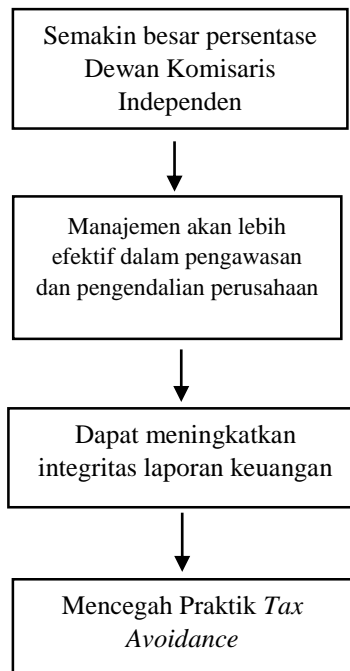 Semakin besar persentase
Dewan Komisaris
Independen
Manajemen akan lebih
efektif dalam pengawasan
dan pengendalian perusahaan
Dapat meningkatkan
integritas laporan keuangan
Mencegah Praktik Tax
Avoidance